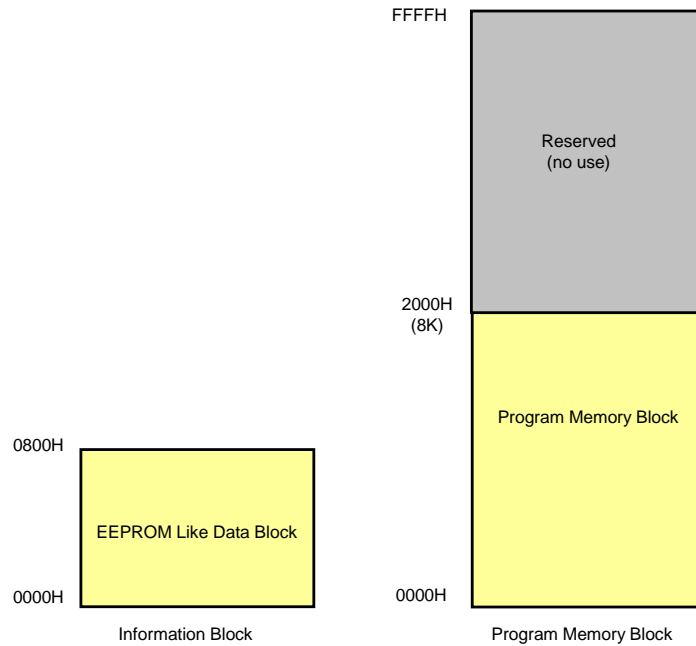 FFFFH
Reserved
(no use)
2000H
(8K)
Program Memory Block
0800H
EEPROM Like Data Block
0000H
0000H
Information Block
Program Memory Block